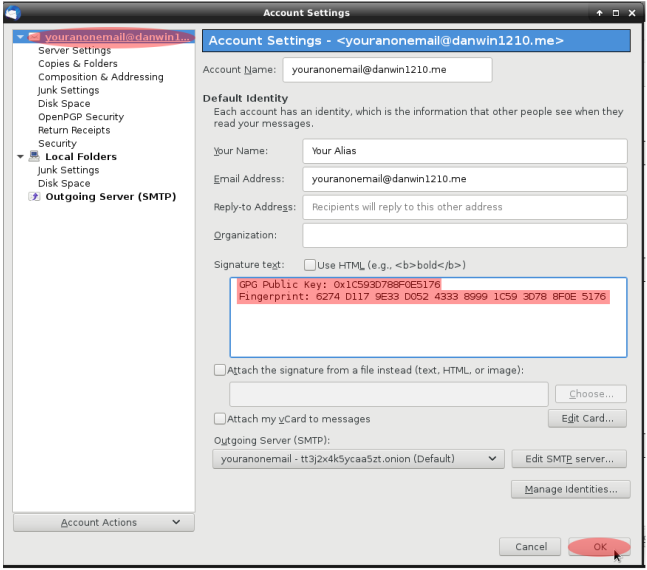 Account Settings
youranonemail@danwin1...
Server Settings
Copies & Folders
Composition & Addressing
Junk Settings
Disk Space
OpenPGP Security
Return Receipts
Security
Local Folders
Junk Settings
Disk Space
Outgoing Server (SMTP)
Account Actions
Account Settings - <youranonemail@danwin1210.me>
Account Name: youranonemail@danwin1210.me
Default Identity
Each account has an identity, which is the information that other people see when they
read your messages.
Your Name: Your Alias
Email Address: youranonemail@danwin1210.me
Reply-to Address: Recipients will reply to this other address
Organization:
Signature text: Use HTML (e.g., <b>bold</b>)
GPG Public Key: 0x1C593D788F0E5176
Fingerprint: 6274 D117 9E33 D052 4333 8999 1C59 3D78 8F0E 5176
Attach the signature from a file instead (text, HTML, or image):
Choose...
Attach my vCard to messages
Edit Card...
Outgoing Server (SMTP):
youranonemail - tt3j2x4k5ycaa5zt.onion (Default)
Edit SMTP server...
Manage Identities...
Cancel
OK